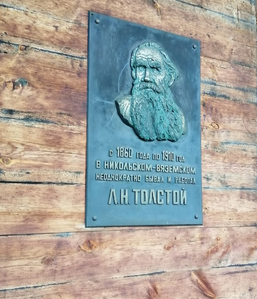 С 1860 ГОДА ПО 1910 ГОД
В НИКОЛЬСКОМ-ВЯЗЕМСКОМ
НЕОДНОКРАТНО БЫВАЛ И РАБОТАЛ
Л.Н.ТОЛСТОЙ